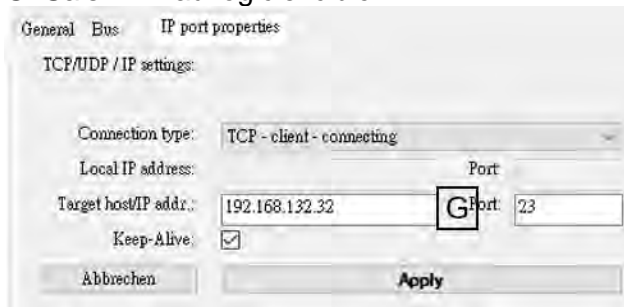 General Bus IP port properties
TCP/UDP / IP settings:
Connection type: TCP - client - connecting
Local IP address: Port:
Target host/IP addr.: 192.168.132.32 G Port: 23
Keep-Alive:
Abbrechen Apply